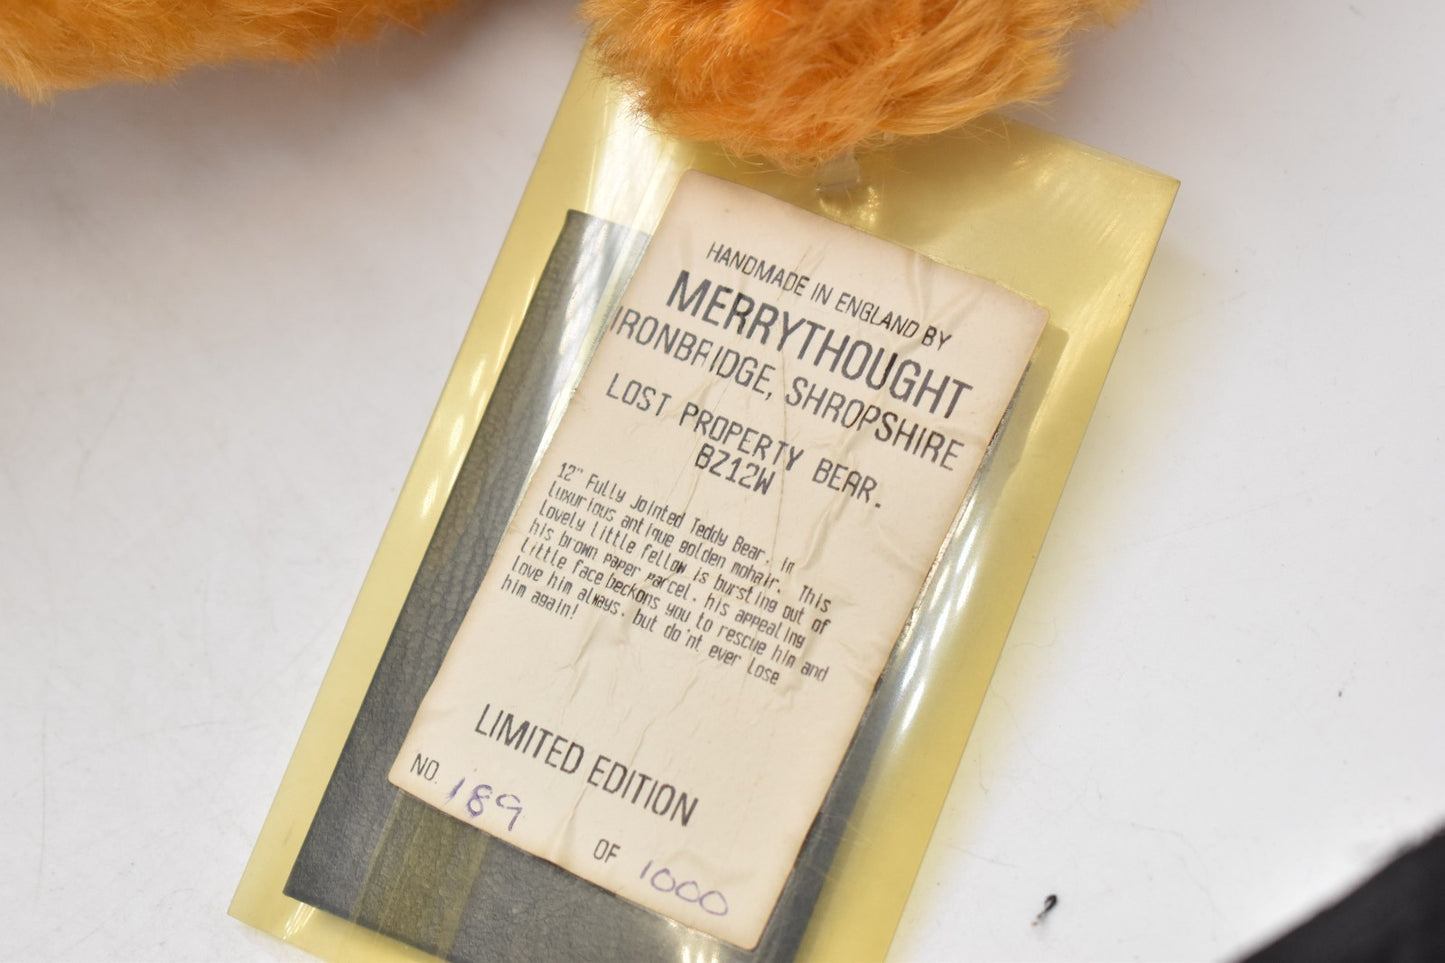 HANDMADE IN ENGLAND BY
MERRYTHOUGHT
IRONBRIDGE, SHROPSHIRE
LOST PROPERTY BEAR.
BZ12W
12" Fully Jointed Teddy Bear, in
luxurious antique golden mohair. This
lovely little fellow is bursting out of
his brown paper parcel. his appealing
little face beckons you to rescue him and
love him always. but do'nt ever lose
him again!
LIMITED EDITION
NO. 189 OF 1000